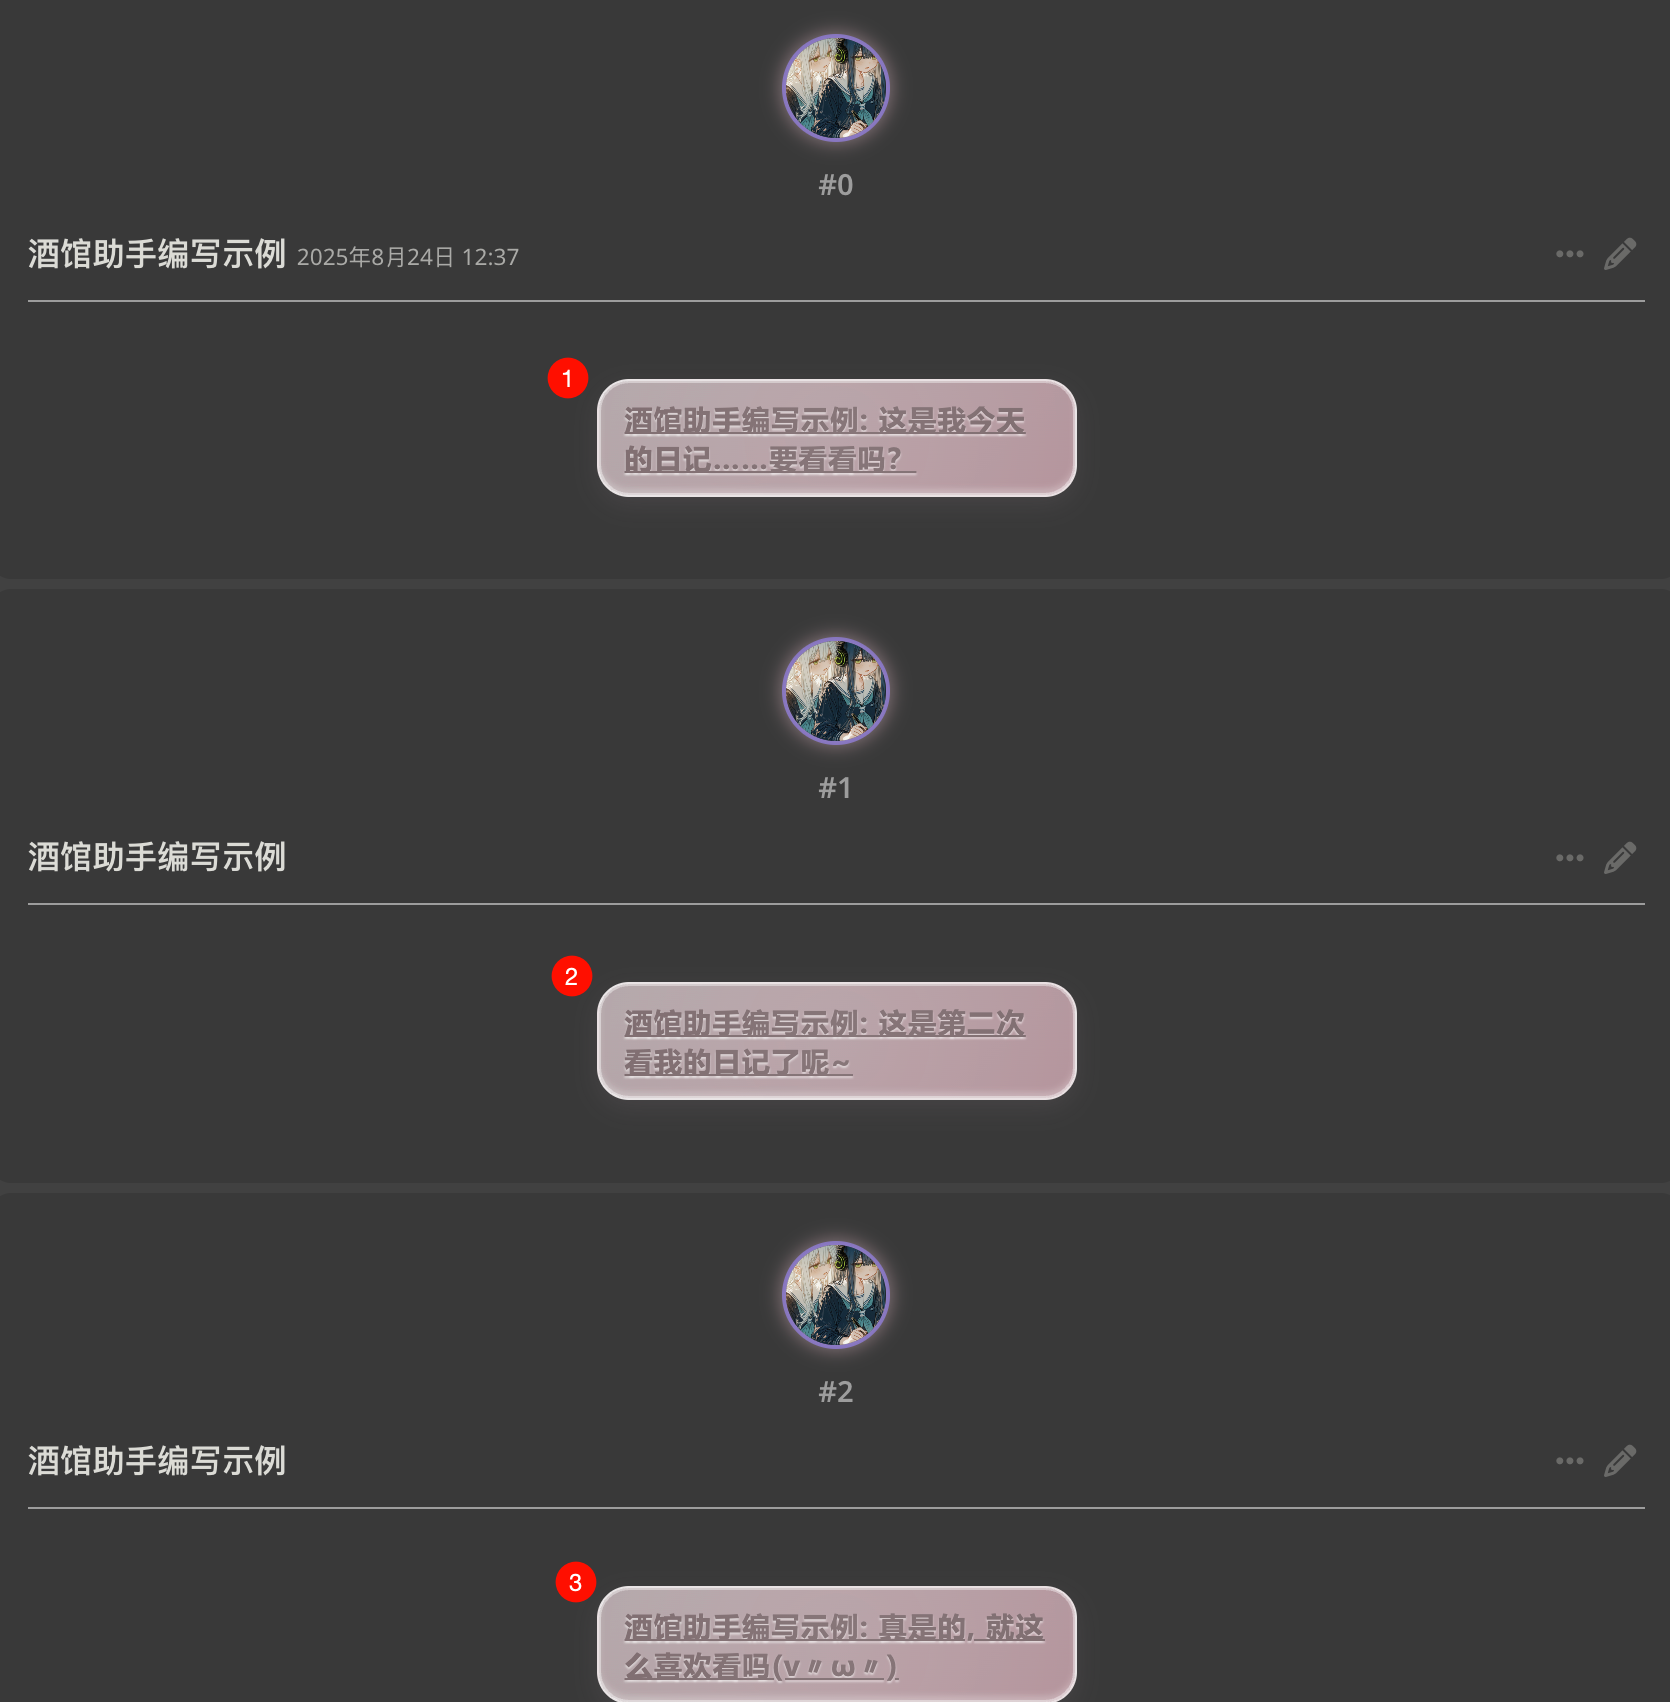 #0
酒馆助手编写示例 2025年8月24日 12:37
1
酒馆助手编写示例: 这是我今天
的日记……要看看吗？
#1
酒馆助手编写示例
2
酒馆助手编写示例: 这是第二次
看我的日记了呢~
#2
酒馆助手编写示例
3
酒馆助手编写示例: 真是的, 就这
么喜欢看吗(v〃ω〃)